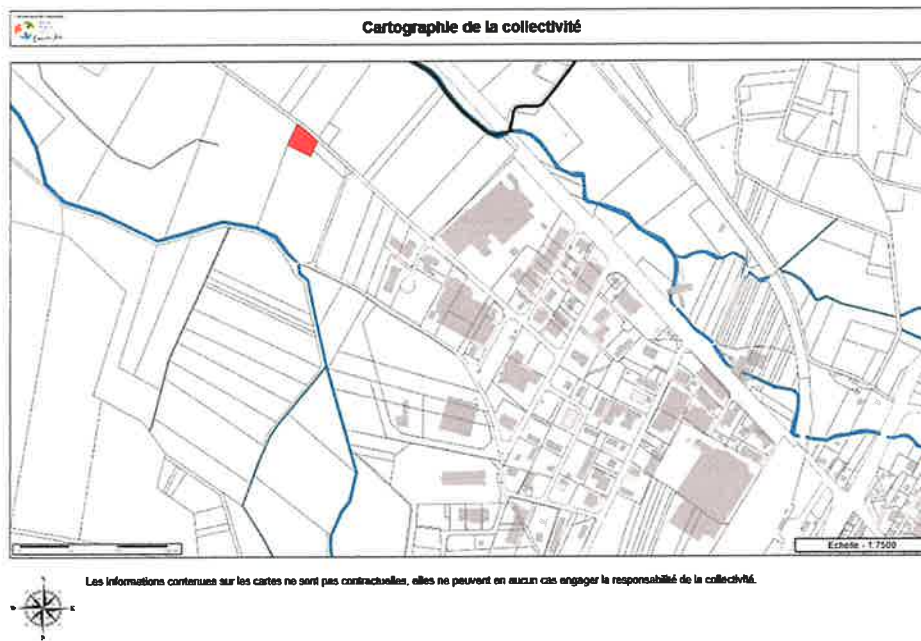 Cartographie de la collectivité
Echelle - 1:7500
Les informations contenues sur les cartes ne sont pas contractuelles, elles ne peuvent en aucun cas engager la responsabilité de la collectivité.